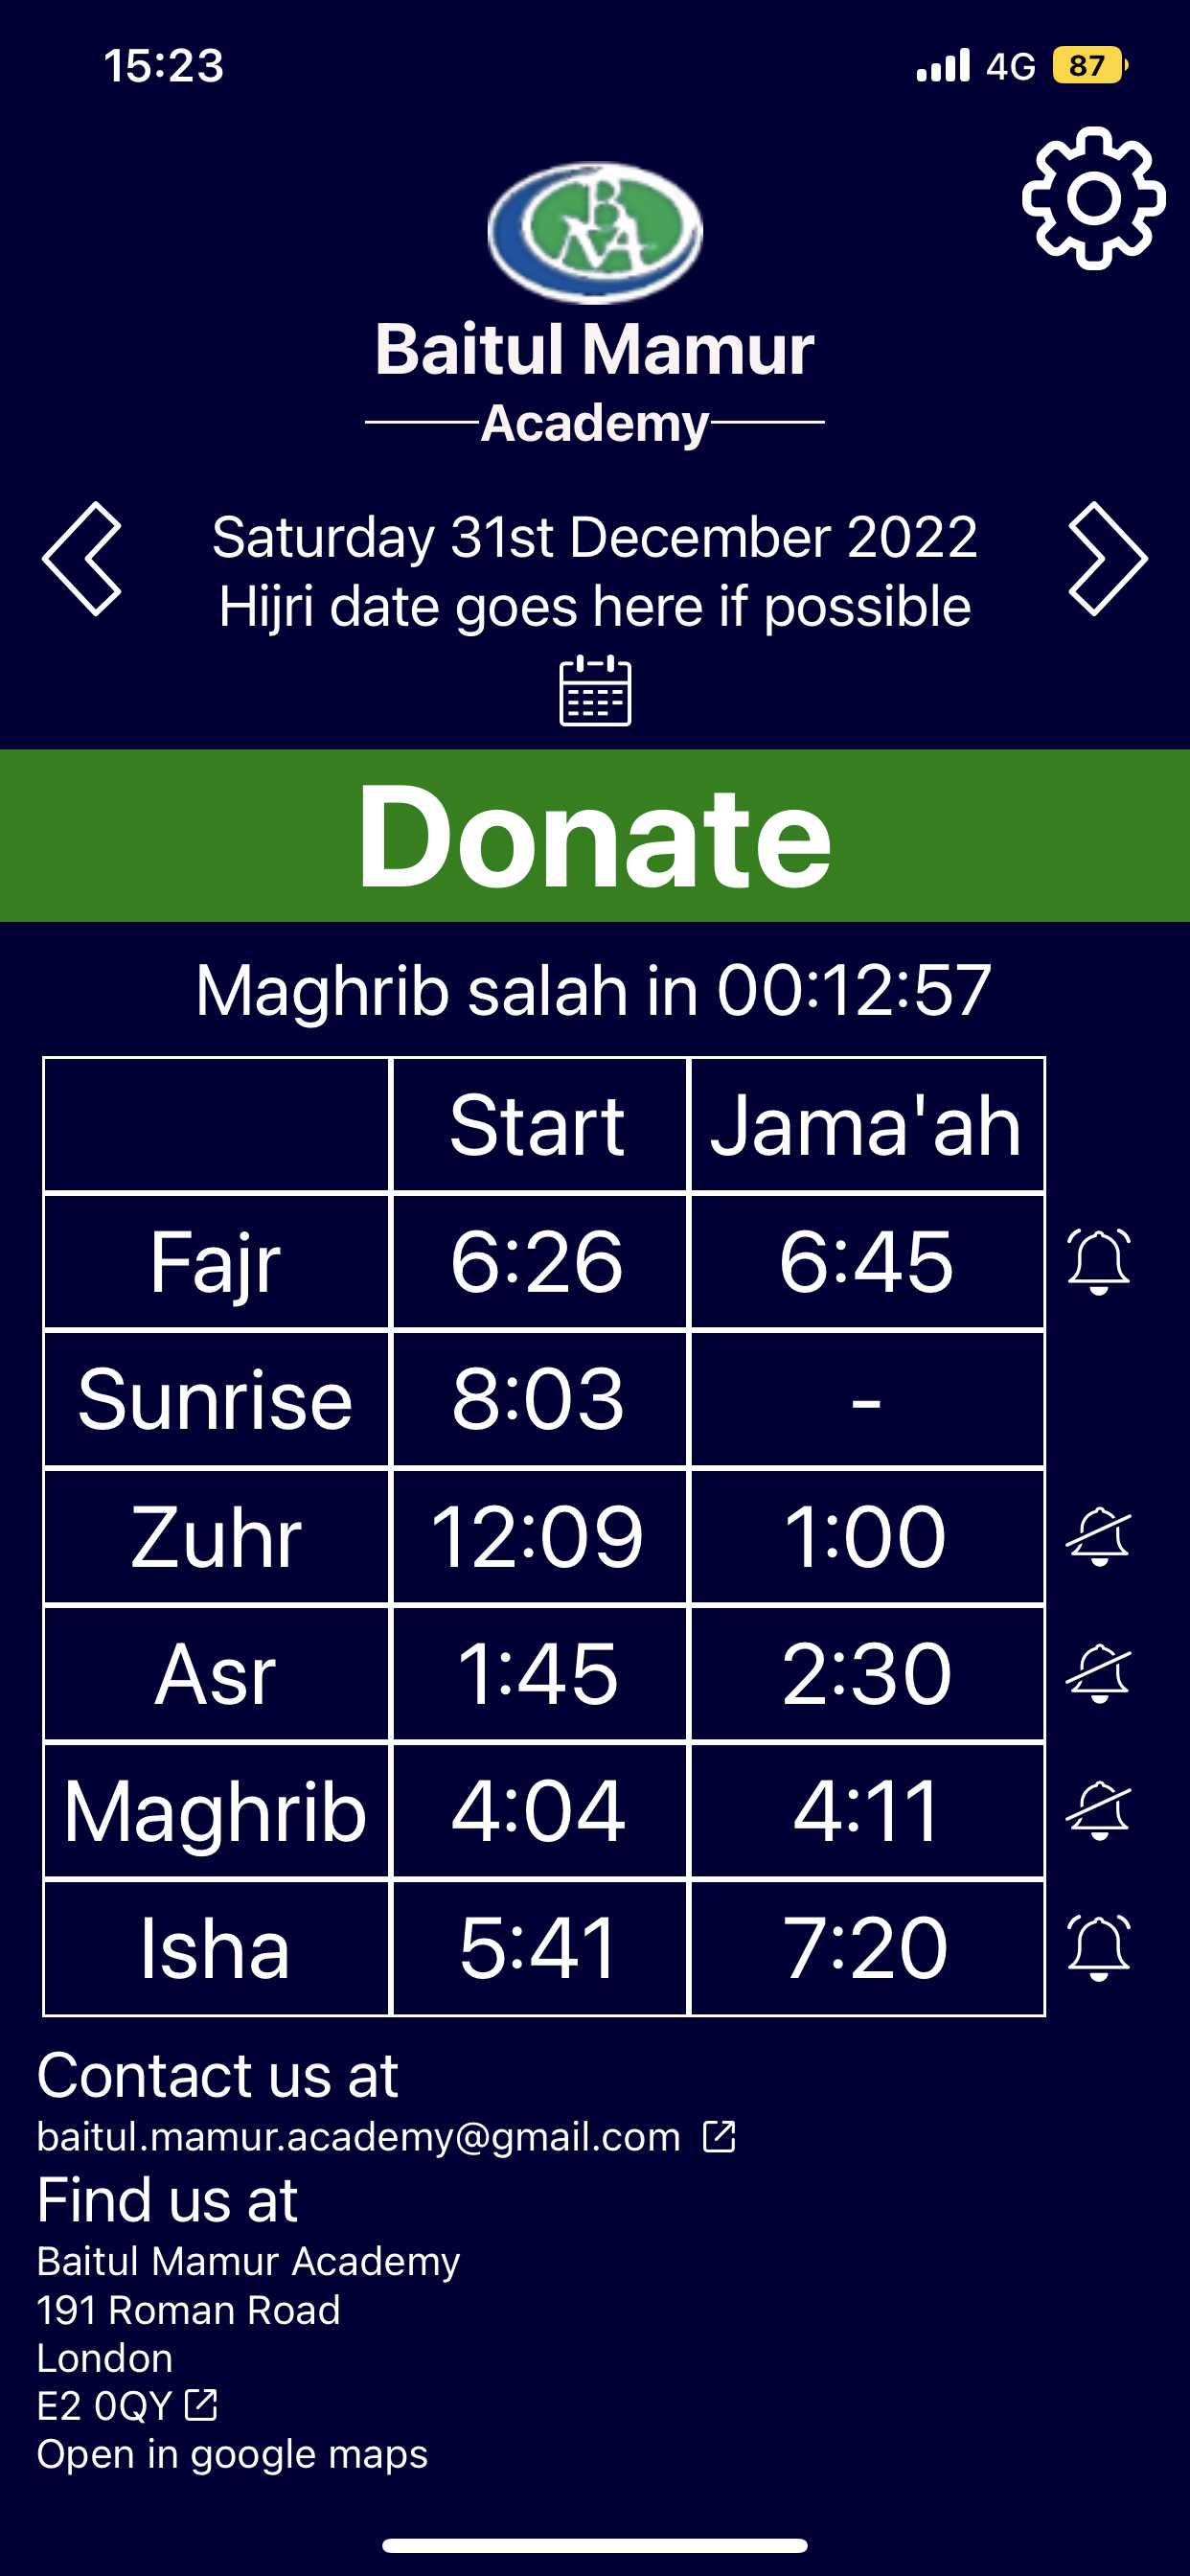 15:23 4G 87
BMA
Baitul Mamur
Academy
Saturday 31st December 2022
Hijri date goes here if possible
Donate
Maghrib salah in 00:12:57
Start Jama'ah
Fajr 6:26 6:45
Sunrise 8:03 -
Zuhr 12:09 1:00
Asr 1:45 2:30
Maghrib 4:04 4:11
Isha 5:41 7:20
Contact us at
baitul.mamur.academy@gmail.com
Find us at
Baitul Mamur Academy
191 Roman Road
London
E2 0QY
Open in google maps